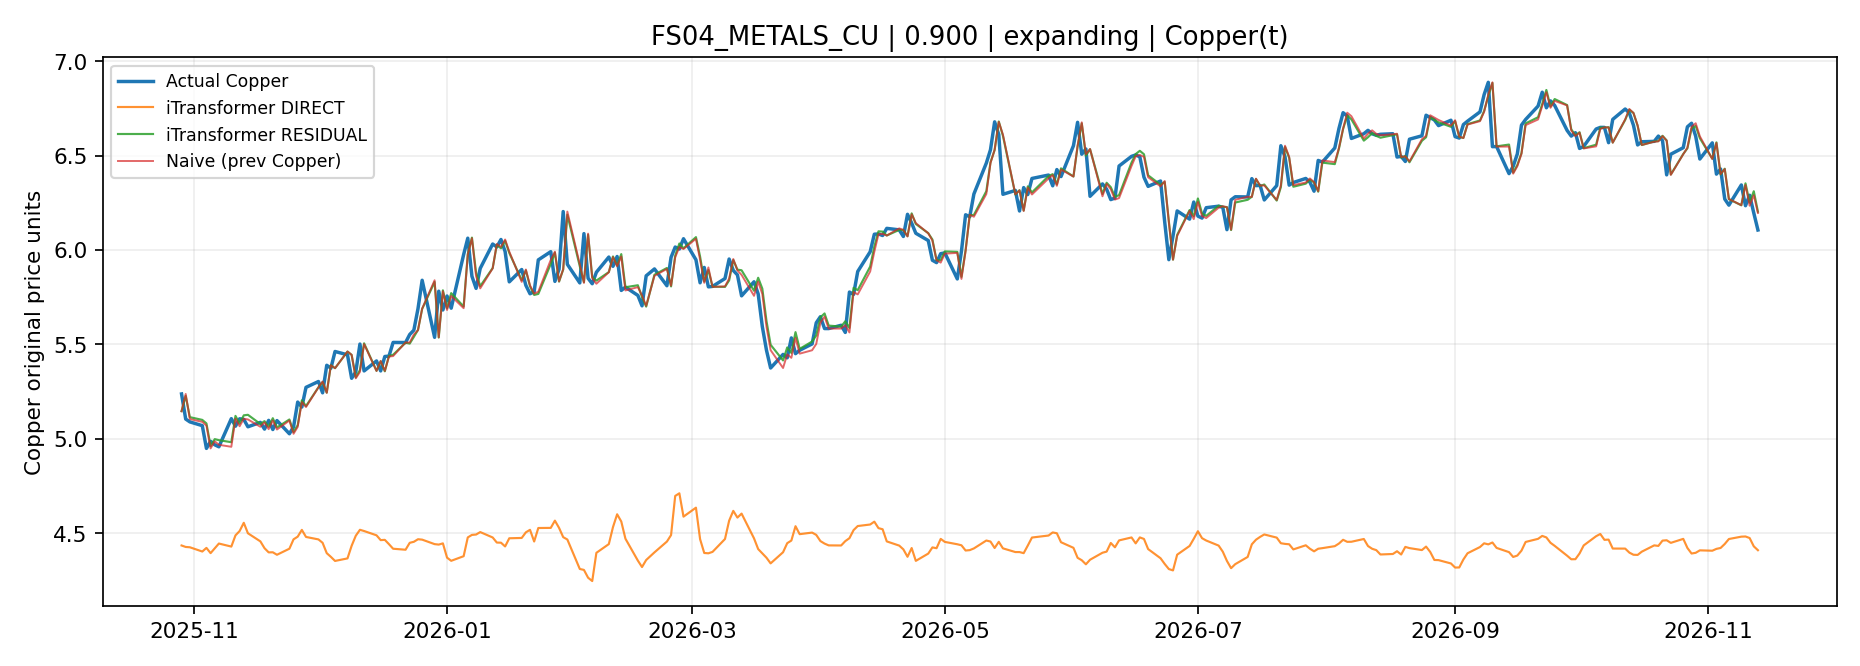 FS04_METALS_CU | 0.900 | expanding | Copper(t)
Actual Copper
iTransformer DIRECT
iTransformer RESIDUAL
Naive (prev Copper)
Copper original price units
7.0
6.5
6.0
5.5
5.0
4.5
2025-11
2026-01
2026-03
2026-05
2026-07
2026-09
2026-11